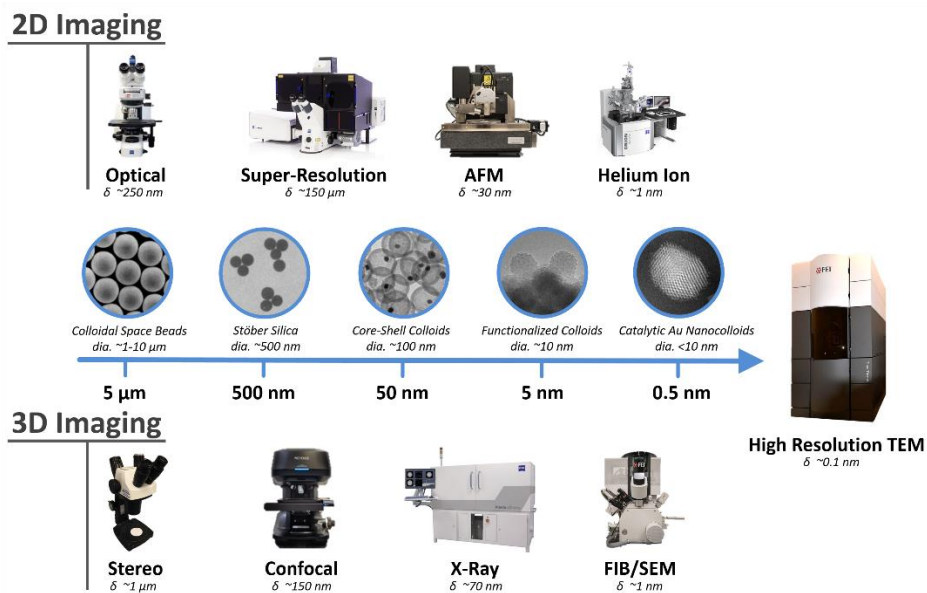 2D Imaging
Optical
δ ~250 nm
Super-Resolution
δ ~150 μm
AFM
δ ~30 nm
Helium Ion
δ ~1 nm
Colloidal Space Beads
dia. ~1-10 μm
Stöber Silica
dia. ~500 nm
Core-Shell Colloids
dia. ~100 nm
Functionalized Colloids
dia. ~10 nm
Catalytic Au Nanocolloids
dia. <10 nm
FEI
5 μm
500 nm
50 nm
5 nm
0.5 nm
High Resolution TEM
δ ~0.1 nm
3D Imaging
Stereo
δ ~1 μm
Confocal
δ ~150 nm
X-Ray
δ ~70 nm
FEI
FIB/SEM
δ ~1 nm